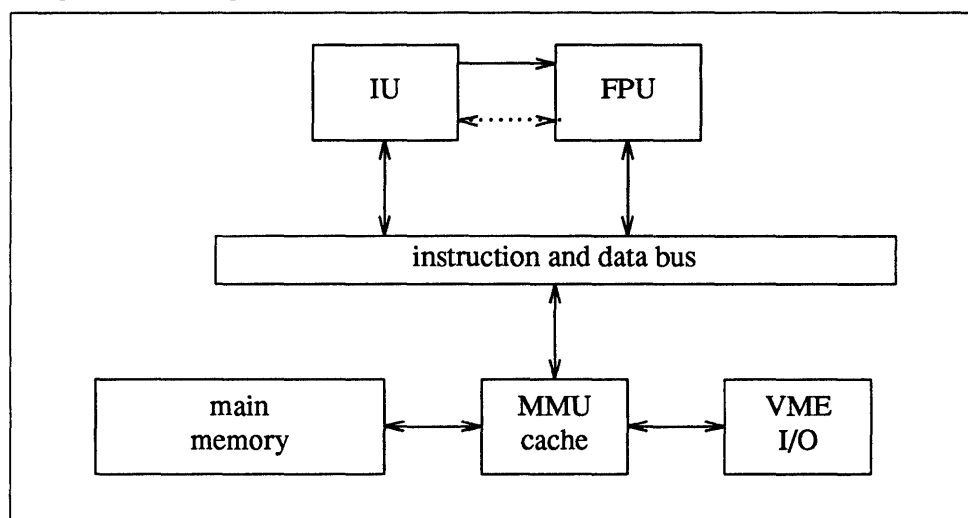 IU
FPU
instruction and data bus
main
memory
MMU
cache
VME
I/O